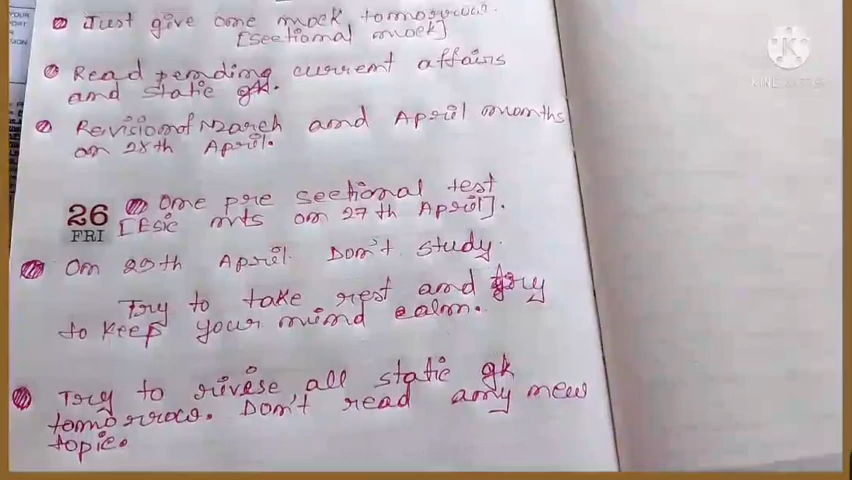 Just give one mock tomorrow.
[Sectional mock]
Read pending current affairs
and static gk.
Revision of March and April months
on 28th April.
One pre sectional test
26
FRI
[Esic mts on 27th April].
On 29th April Don't study.
Try to take rest and try
to keep your mind calm.
Try to rivise all static gk
tomorrow. Don't read any new
topic.